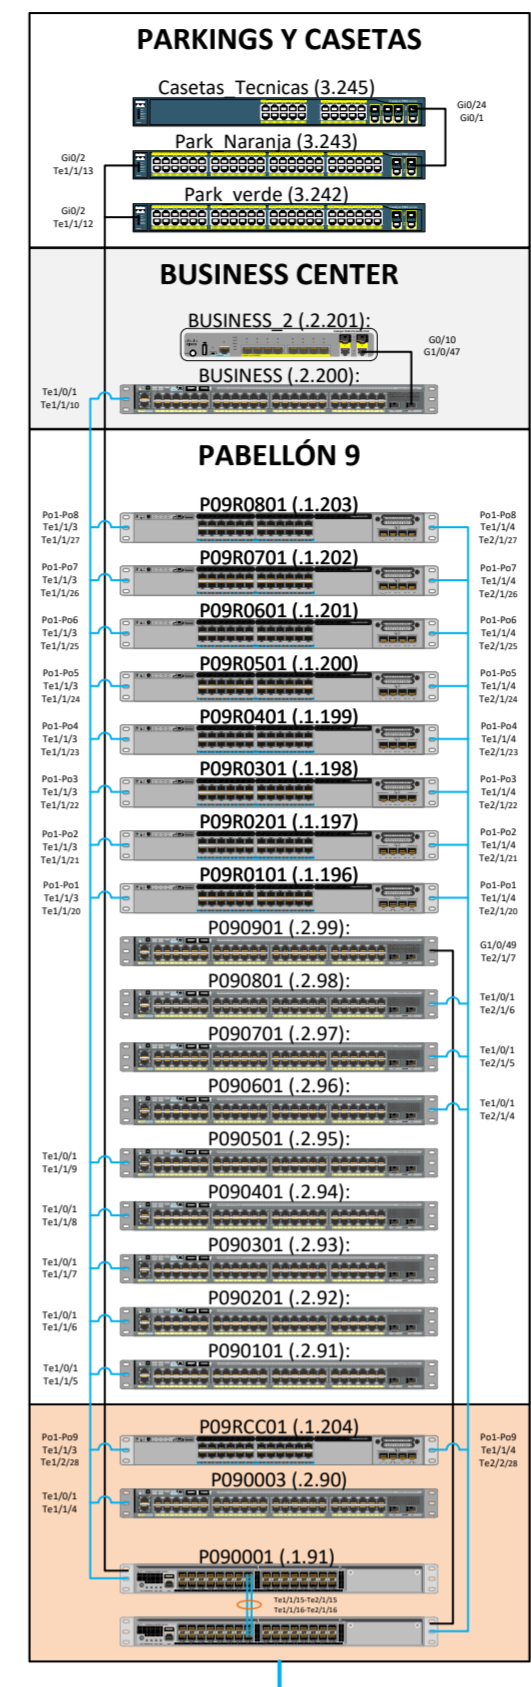 PARKINGS Y CASETAS
Casetas_Tecnicas (3.245)
Gi0/24
Gi0/1
Park_Naranja (3.243)
Gi0/2
Te1/1/13
Park_verde (3.242)
Gi0/2
Te1/1/12
BUSINESS CENTER
BUSINESS_2 (.2.201):
G0/10
G1/0/47
BUSINESS (.2.200):
Te1/0/1
Te1/1/10
PABELLÓN 9
P09R0801 (.1.203)
Po1-Po8
Te1/1/3
Te1/1/27
Po1-Po8
Te1/1/4
Te2/1/27
P09R0701 (.1.202)
Po1-Po7
Te1/1/3
Te1/1/26
Po1-Po7
Te1/1/4
Te2/1/26
P09R0601 (.1.201)
Po1-Po6
Te1/1/3
Te1/1/25
Po1-Po6
Te1/1/4
Te2/1/25
P09R0501 (.1.200)
Po1-Po5
Te1/1/3
Te1/1/24
Po1-Po5
Te1/1/4
Te2/1/24
P09R0401 (.1.199)
Po1-Po4
Te1/1/3
Te1/1/23
Po1-Po4
Te1/1/4
Te2/1/23
P09R0301 (.1.198)
Po1-Po3
Te1/1/3
Te1/1/22
Po1-Po3
Te1/1/4
Te2/1/22
P09R0201 (.1.197)
Po1-Po2
Te1/1/3
Te1/1/21
Po1-Po2
Te1/1/4
Te2/1/21
P09R0101 (.1.196)
Po1-Po1
Te1/1/3
Te1/1/20
Po1-Po1
Te1/1/4
Te2/1/20
P090901 (.2.99):
G1/0/49
Te2/1/7
P090801 (.2.98):
Te1/0/1
Te2/1/6
P090701 (.2.97):
Te1/0/1
Te2/1/5
P090601 (.2.96):
Te1/0/1
Te2/1/4
P090501 (.2.95):
Te1/0/1
Te1/1/9
P090401 (.2.94):
Te1/0/1
Te1/1/8
P090301 (.2.93):
Te1/0/1
Te1/1/7
P090201 (.2.92):
Te1/0/1
Te1/1/6
P090101 (.2.91):
Te1/0/1
Te1/1/5
P09RCC01 (.1.204)
Po1-Po9
Te1/1/3
Te1/2/28
Po1-Po9
Te1/1/4
Te2/2/28
P090003 (.2.90)
Te1/0/1
Te1/1/4
P090001 (.1.91)
Te1/1/15-Te2/1/15
Te1/1/16-Te2/1/16